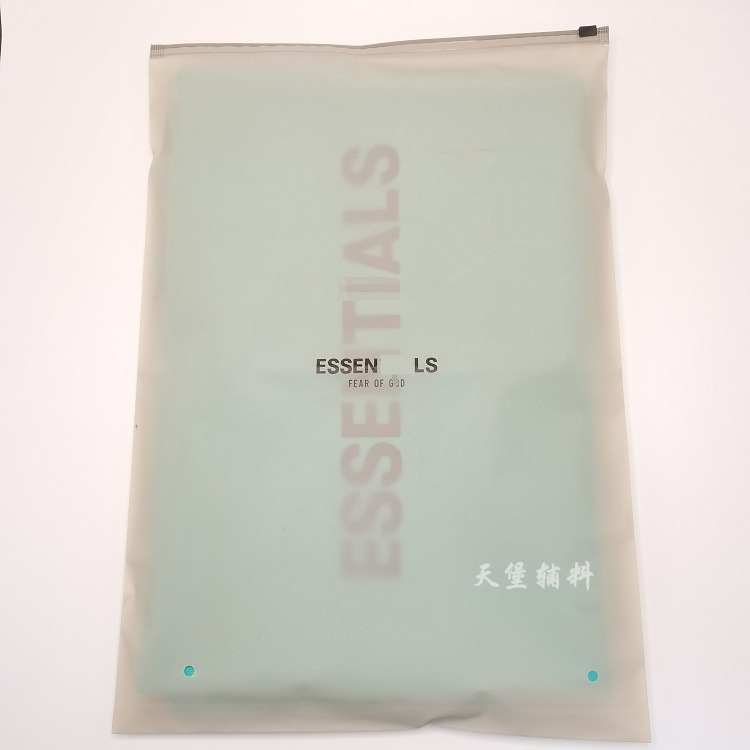 ESSENTIALS
ESSEN LS
FEAR OF G D
天堡辅料